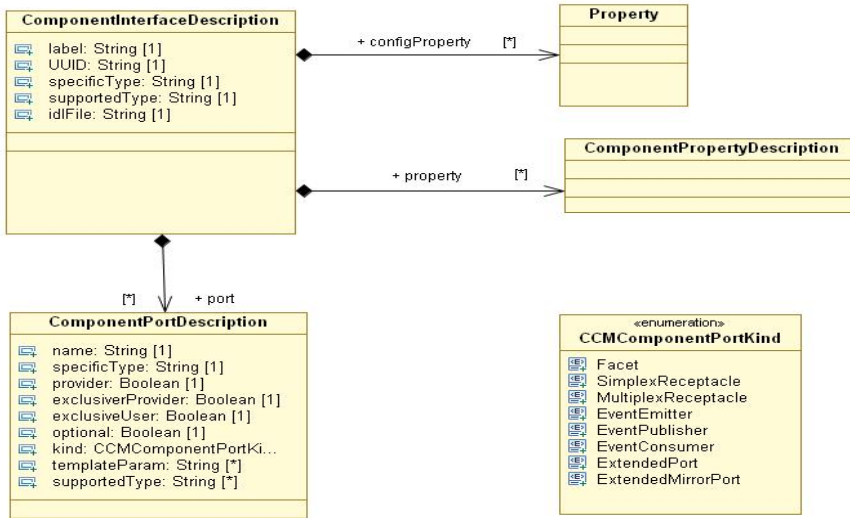 ComponentInterfaceDescription
label: String [1]
UUID: String [1]
specificType: String [1]
supportedType: String [1]
idlFile: String [1]
+ configProperty [*]
Property
+ property [*]
ComponentPropertyDescription
[*] + port
ComponentPortDescription
name: String [1]
specificType: String [1]
provider: Boolean [1]
exclusiverProvider: Boolean [1]
exclusiveUser: Boolean [1]
optional: Boolean [1]
kind: CCMComponentPortKi...
templateParam: String [*]
supportedType: String [*]
«enumeration»
CCMComponentPortKind
Facet
SimplexReceptacle
MultiplexReceptacle
EventEmitter
EventPublisher
EventConsumer
ExtendedPort
ExtendedMirrorPort